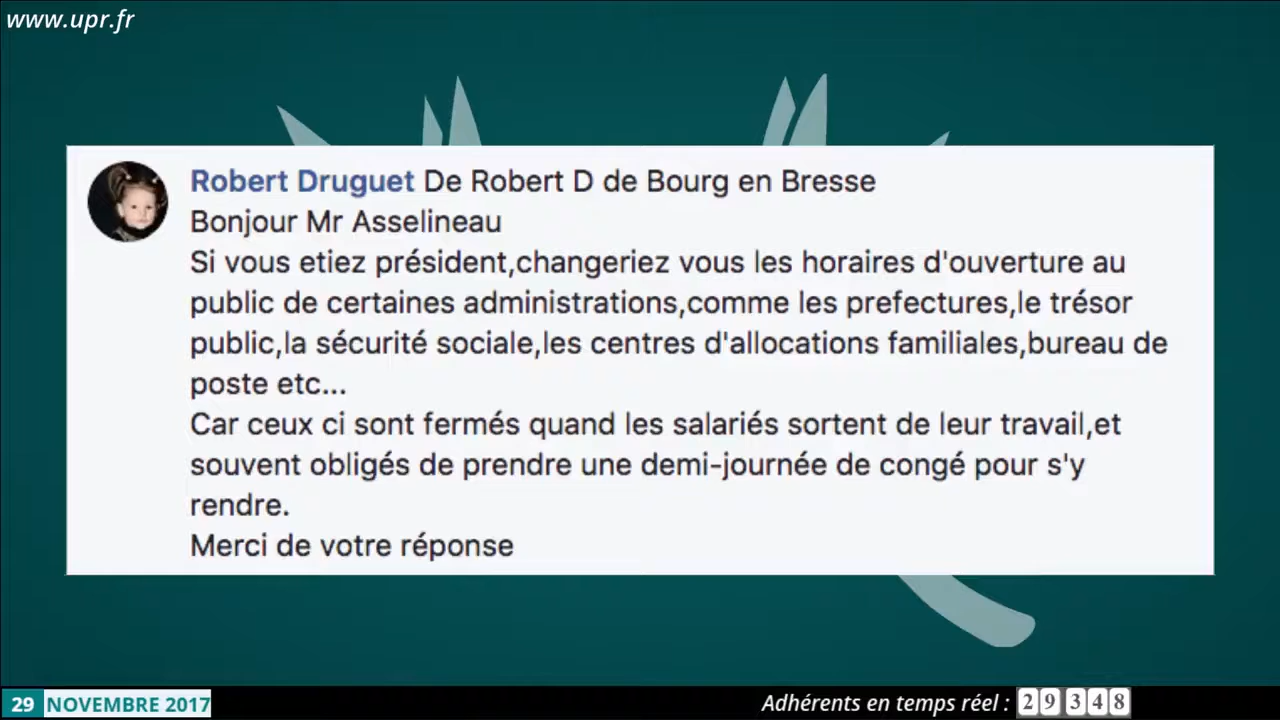 www.upr.fr
Robert Druguet De Robert D de Bourg en Bresse
Bonjour Mr Asselineau
Si vous etiez président,changeriez vous les horaires d'ouverture au
public de certaines administrations,comme les prefectures,le trésor
public,la sécurité sociale,les centres d'allocations familiales,bureau de
poste etc...
Car ceux ci sont fermés quand les salariés sortent de leur travail,et
souvent obligés de prendre une demi-journée de congé pour s'y
rendre.
Merci de votre réponse
29 NOVEMBRE 2017
Adhérents en temps réel : 29 348